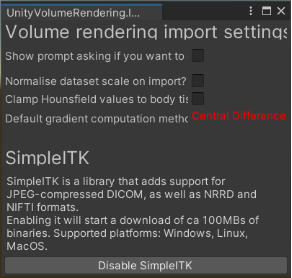 UnityVolumeRendering.I...
Volume rendering import settings
Show prompt asking if you want to
Normalise dataset scale on import?
Clamp Hounsfield values to body tis
Default gradient computation metho Central Difference
SimpleITK
SimpleITK is a library that adds support for
JPEG-compressed DICOM, as well as NRRD and
NIFTI formats.
Enabling it will start a download of ca 100MBs of
binaries. Supported platforms: Windows, Linux,
MacOS.
Disable SimpleITK